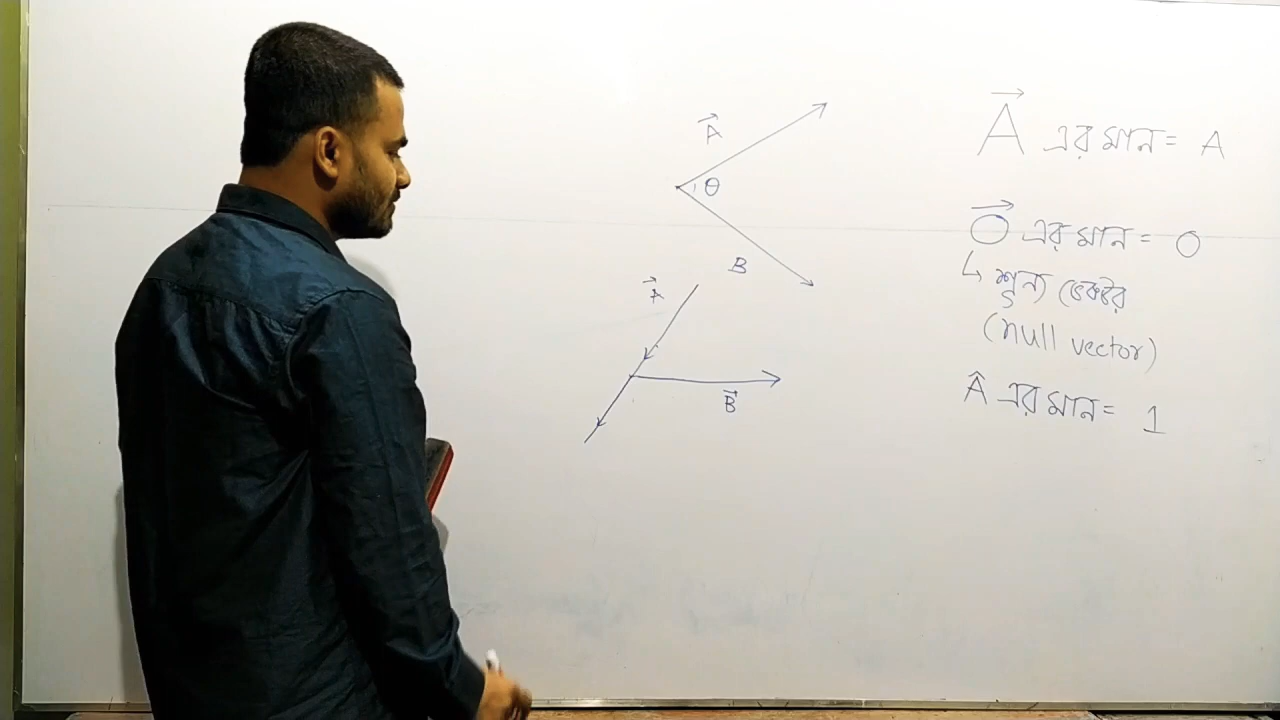 A⃗
θ
B
A⃗
B⃗
A⃗ এর মান = A
O⃗ এর মান = 0
↳ শূন্য ভেক্টর
(null vector)
Â এর মান = 1